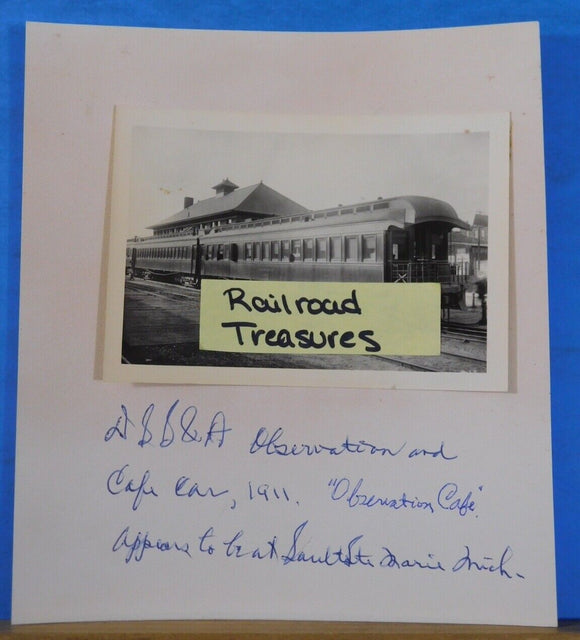 Railroad
Treasures
D S S & A Observation and
Cafe Car, 1911. "Observation Cafe".
Appears to be at Sault Ste Marie Mich.